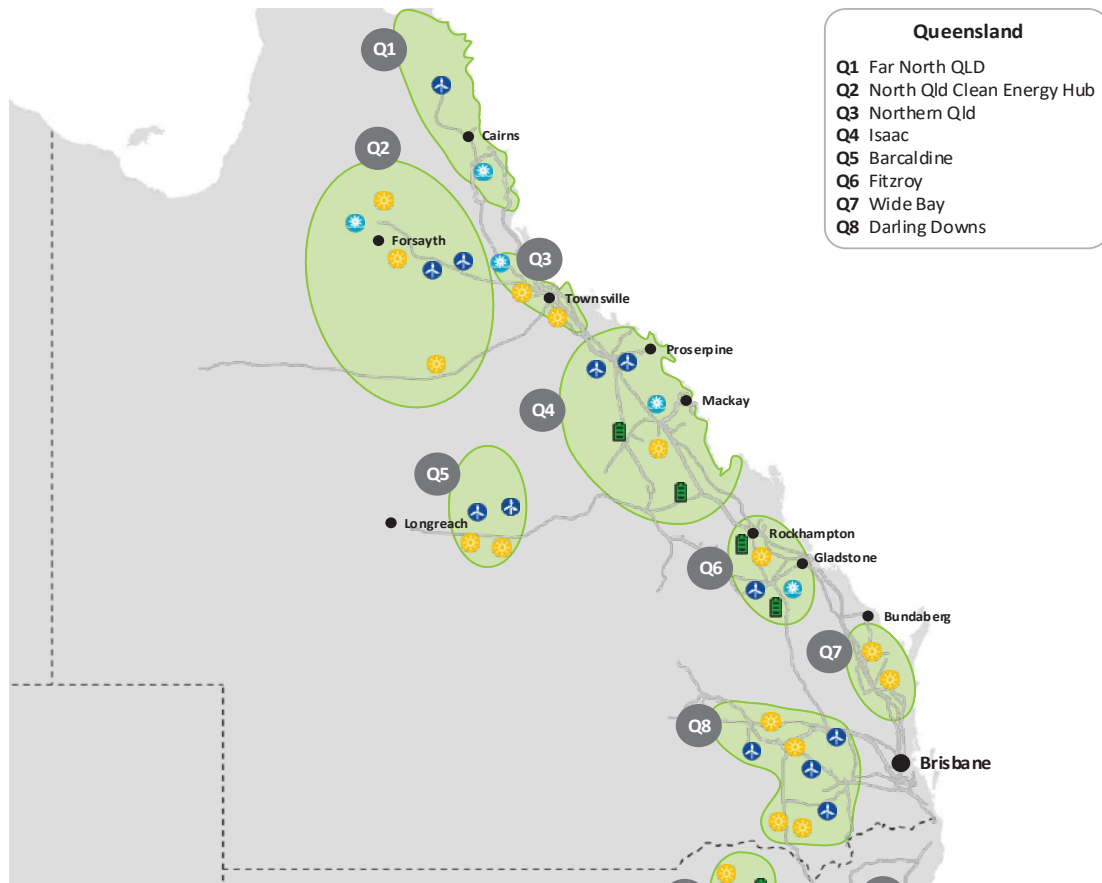 Queensland
Q1 Far North QLD
Q2 North Qld Clean Energy Hub
Q3 Northern Qld
Q4 Isaac
Q5 Barcaldine
Q6 Fitzroy
Q7 Wide Bay
Q8 Darling Downs
Q1
Cairns
Q2
Forsayth
Q3
Townsville
Proserpine
Q4
Mackay
Q5
Longreach
Rockhampton
Gladstone
Q6
Bundaberg
Q7
Q8
Brisbane